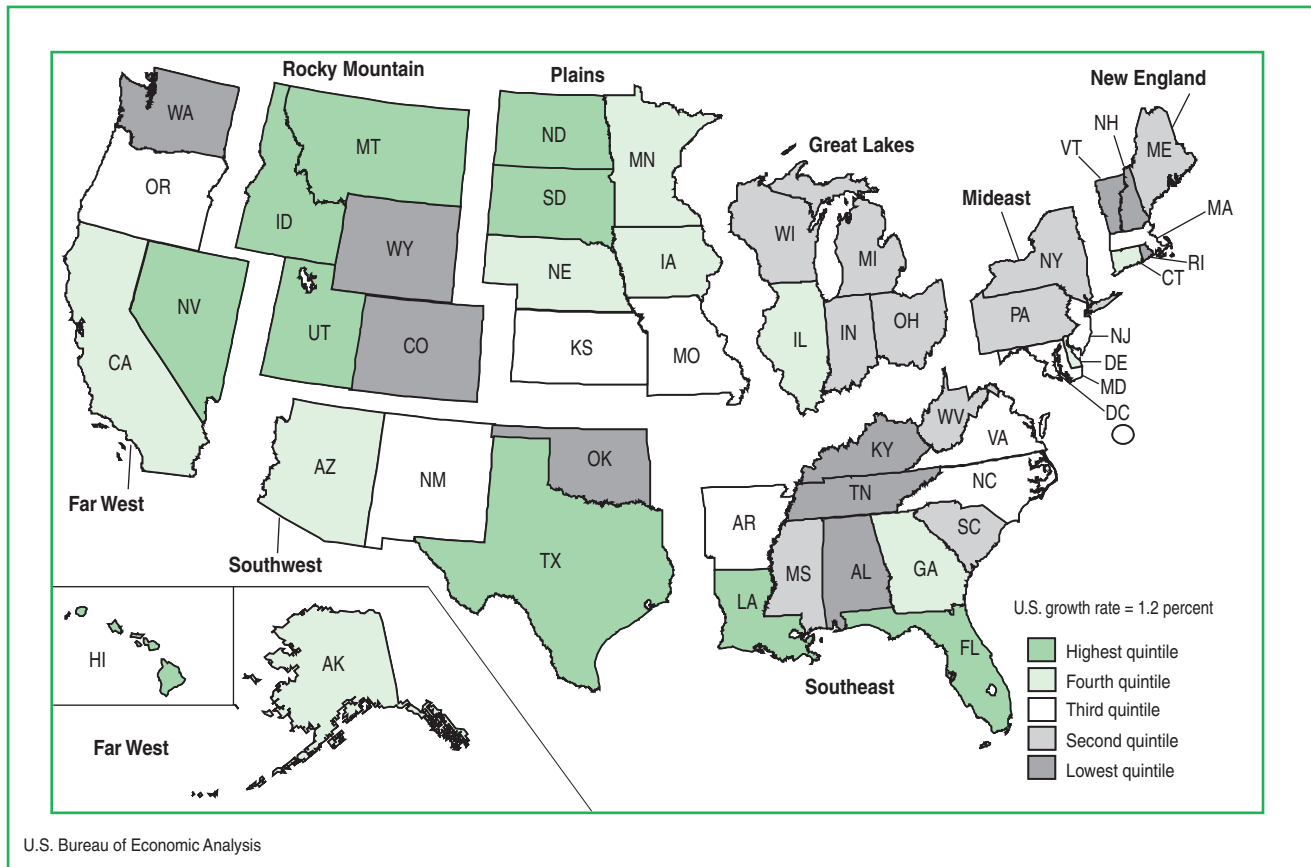 Rocky Mountain
Plains
New England
WA
MT
ND
MN
NH
ME
VT
Great Lakes
OR
ID
SD
WI
MI
Mideast
MA
WY
NE
IA
NY
RI
CT
NV
UT
CO
IL
IN
OH
PA
NJ
CA
KS
MO
DE
MD
DC
WV
VA
KY
AZ
NM
OK
TN
NC
Far West
AR
SC
Southwest
TX
MS
AL
GA
LA
U.S. growth rate = 1.2 percent
FL
Highest quintile
HI
AK
Fourth quintile
Southeast
Third quintile
Far West
Second quintile
Lowest quintile
U.S. Bureau of Economic Analysis